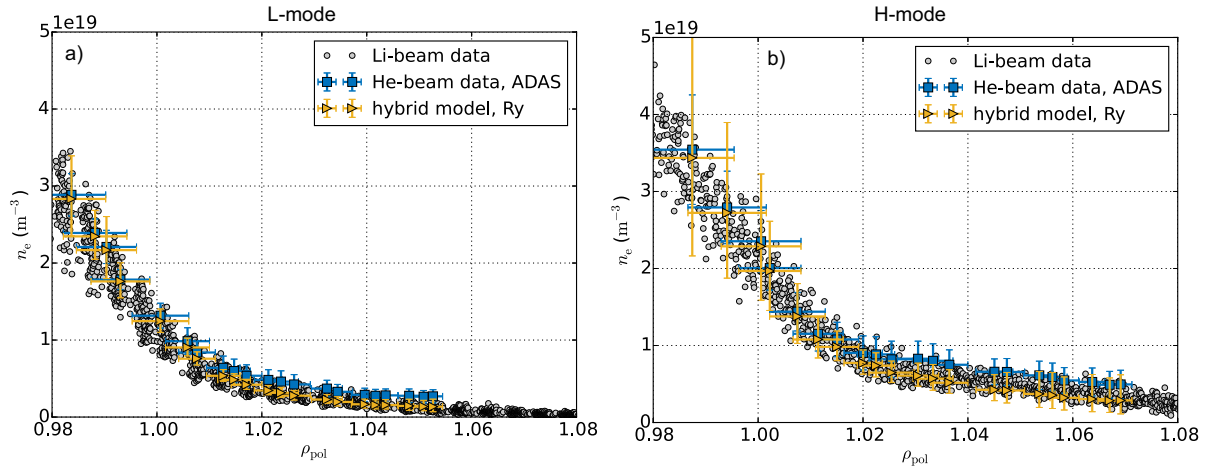 L-mode
1e19
a)
Li-beam data
He-beam data, ADAS
hybrid model, Ry
5
4
3
2
1
0
n_e (m^{-3})
0.98 1.00 1.02 1.04 1.06 1.08
ρ_pol
H-mode
1e19
b)
Li-beam data
He-beam data, ADAS
hybrid model, Ry
5
4
3
2
1
0
n_e (m^{-3})
0.98 1.00 1.02 1.04 1.06 1.08
ρ_pol